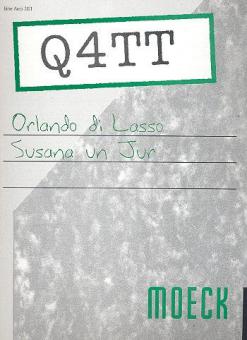 Q4TT
Orlando di Lasso
Susana un Jur
MOECK